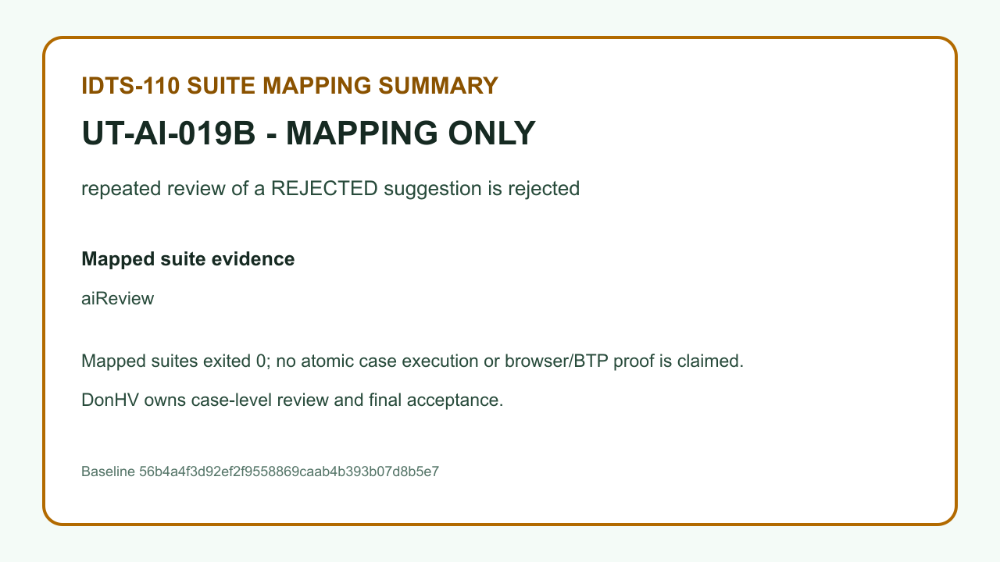 IDTS-110 SUITE MAPPING SUMMARY
UT-AI-019B - MAPPING ONLY
repeated review of a REJECTED suggestion is rejected
Mapped suite evidence
aiReview
Mapped suites exited 0; no atomic case execution or browser/BTP proof is claimed.
DonHV owns case-level review and final acceptance.
Baseline 56b4a4f3d92ef2f9558869caab4b393b07d8b5e7